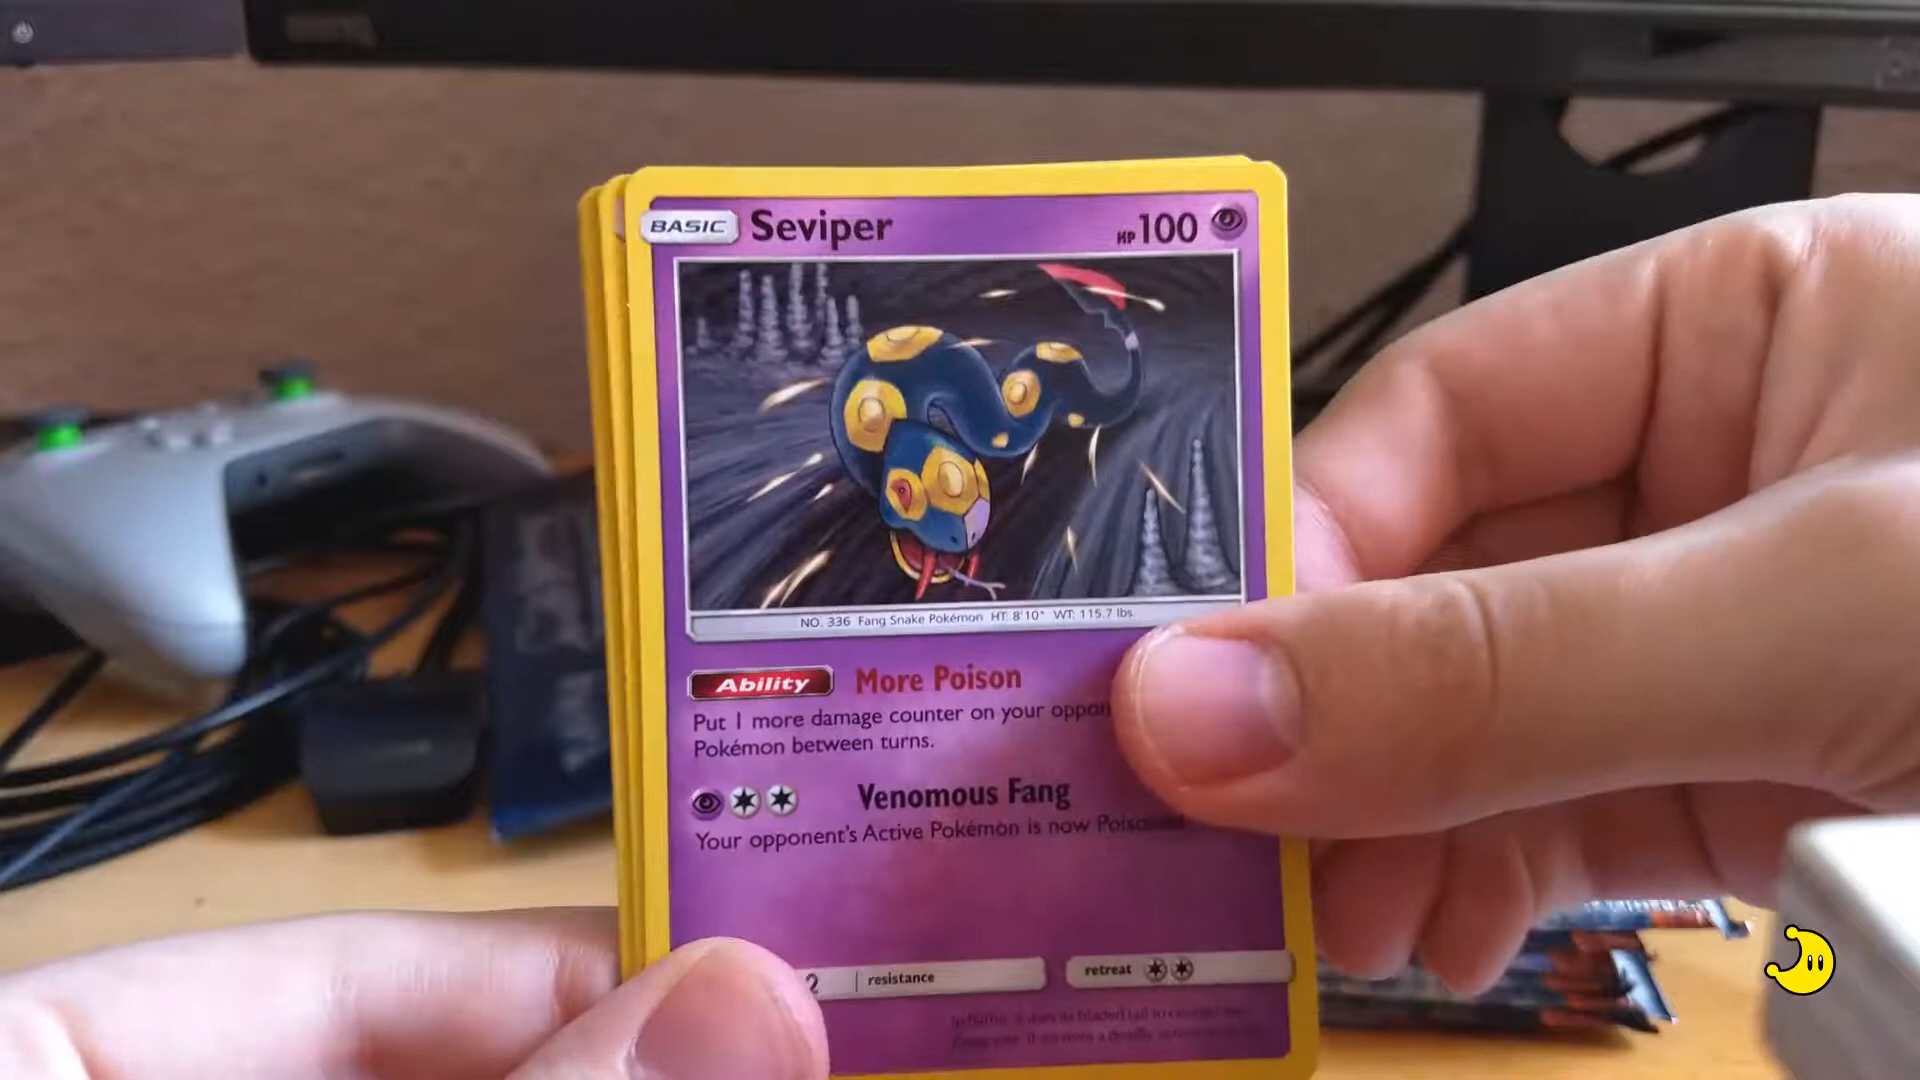 BASIC Seviper HP 100
NO. 336 Fang Snake Pokémon HT: 8'10" WT: 115.7 lbs.
Ability More Poison
Put 1 more damage counter on your
Pokémon between turns.
Venomous Fang
Your opponent's Active Pokémon is now
2 resistance retreat